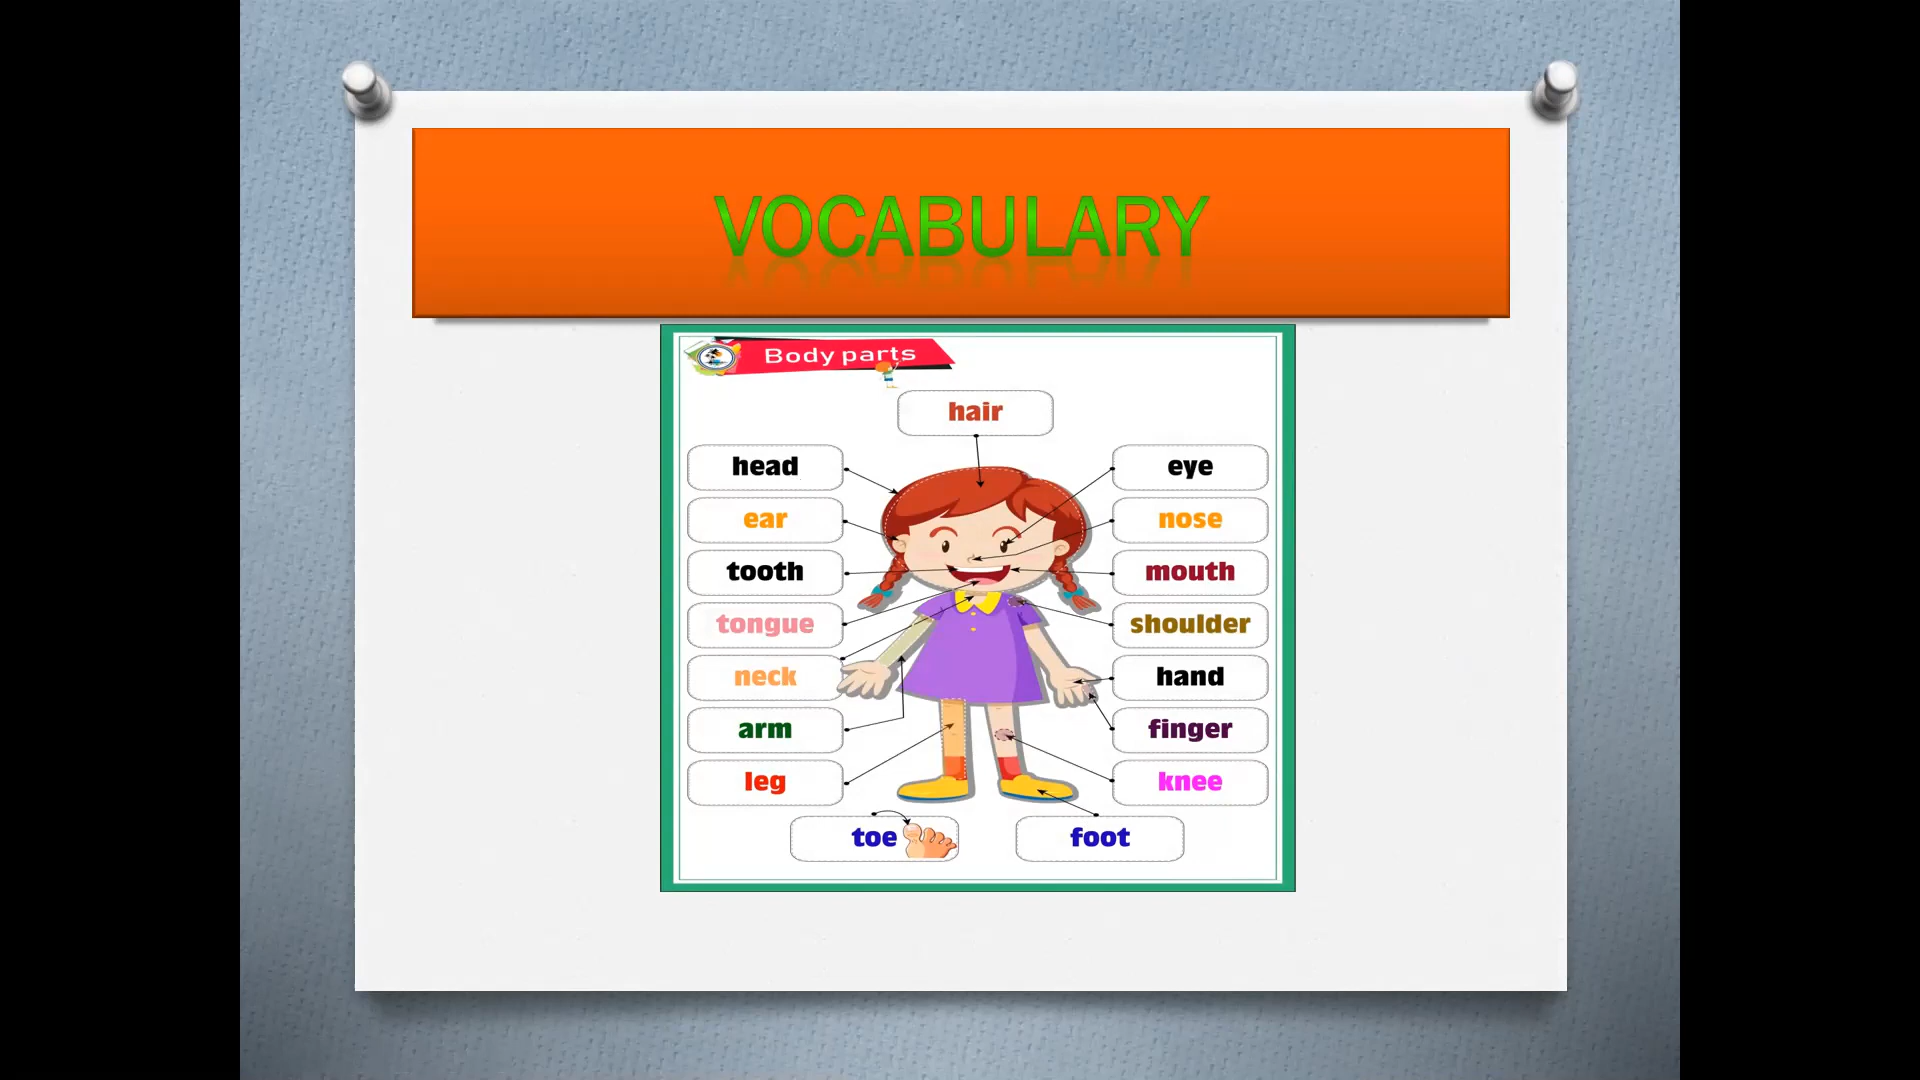 VOCABULARY
Body parts
hair
head
eye
ear
nose
tooth
mouth
tongue
shoulder
neck
hand
arm
finger
leg
knee
toe
foot